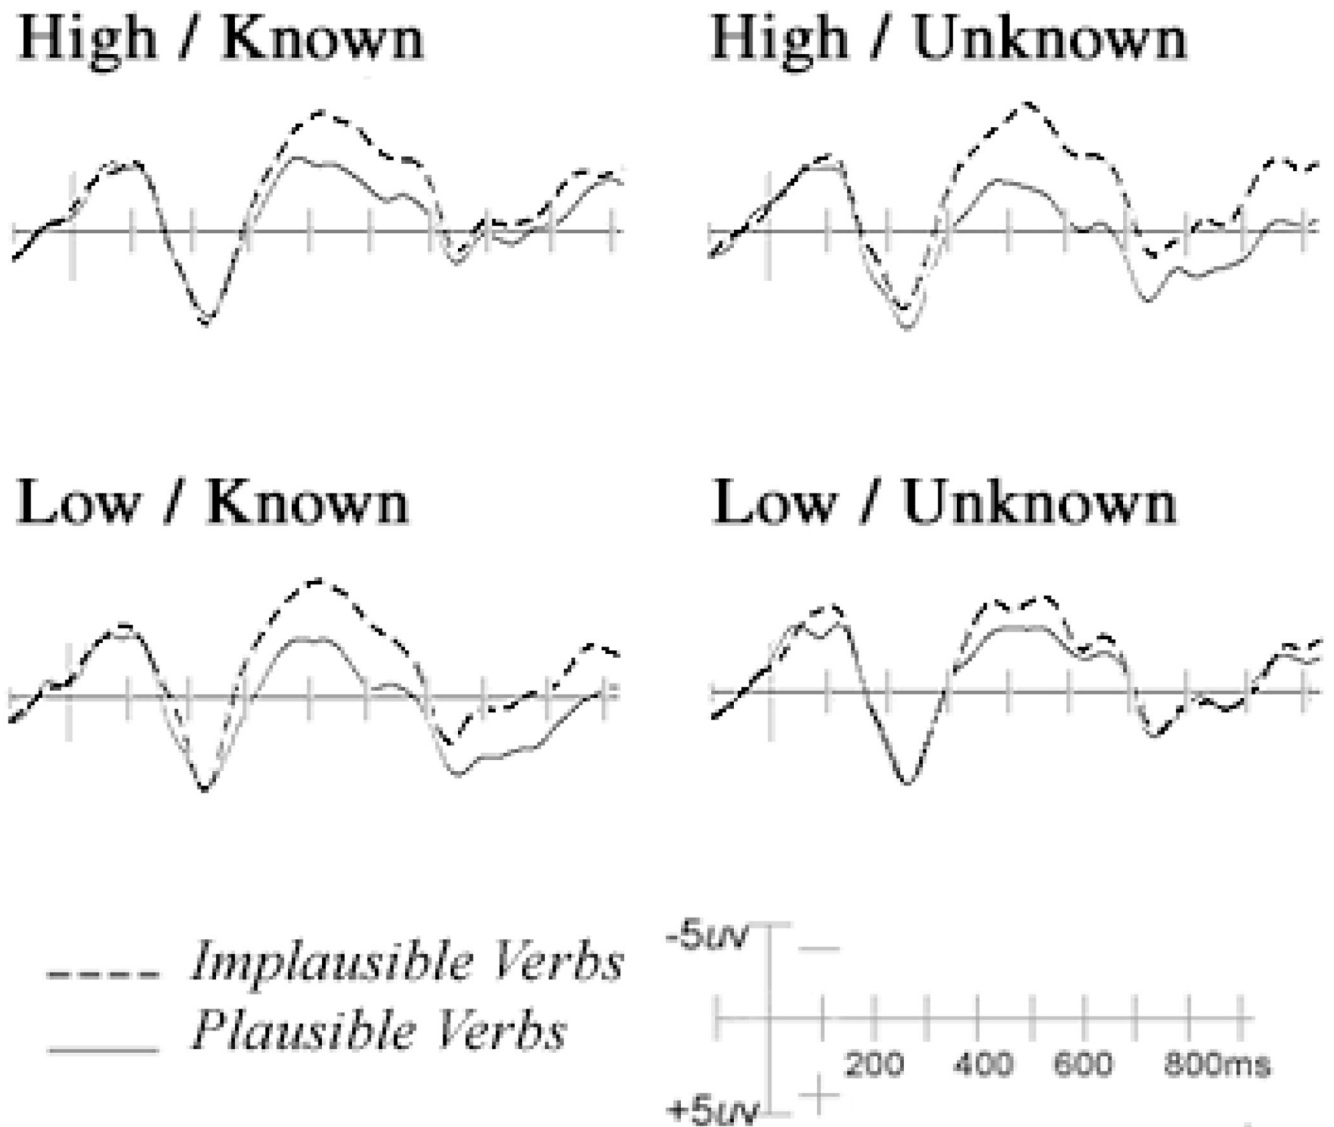 High / Known
High / Unknown
Low / Known
Low / Unknown
Implausible Verbs
Plausible Verbs
-5uv
200 400 600 800ms
+5uv